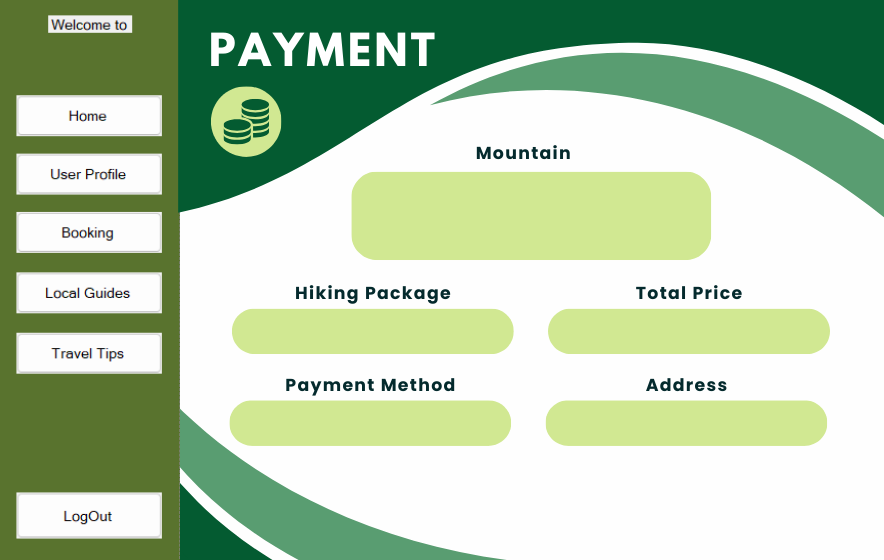 Welcome to
Home
User Profile
Booking
Local Guides
Travel Tips
LogOut
PAYMENT
Mountain
Hiking Package
Total Price
Payment Method
Address